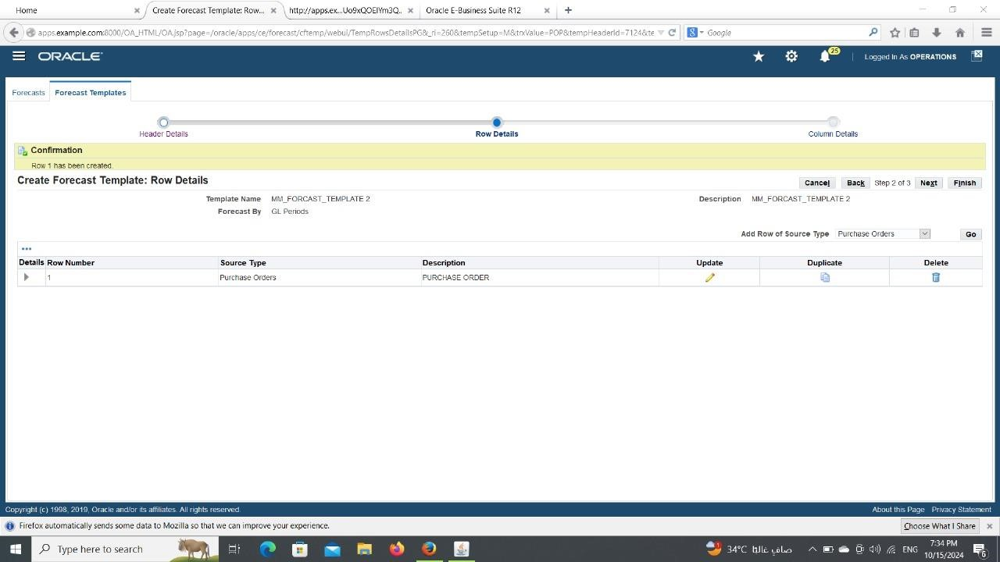 Home
Create Forecast Template: Row...
http://apps.ex...Uo9xQOEIYm3Q...
Oracle E-Business Suite R12
apps.example.com:8000/OA_HTML/OA.jsp?page=/oracle/apps/ce/forecast/cftemp/webui/TempRowsDetailsPG&_ri=260&tempSetup=M&trxValue=POP&tempHeaderId=7124&te
Google
ORACLE
25
Logged In As OPERATIONS
Forecasts
Forecast Templates
Header Details
Row Details
Column Details
Confirmation
Row 1 has been created.
Create Forecast Template: Row Details
Cancel
Back
Step 2 of 3
Next
Finish
Template Name MM_FORCAST_TEMPLATE 2
Description MM_FORCAST_TEMPLATE 2
Forecast By GL Periods
Add Row of Source Type Purchase Orders
Go
Details Row Number Source Type Description Update Duplicate Delete
1 Purchase Orders PURCHASE ORDER
Copyright (c) 1998, 2019, Oracle and/or its affiliates. All rights reserved.
About this Page Privacy Statement
Firefox automatically sends some data to Mozilla so that we can improve your experience.
Choose What I Share
Type here to search
1
34°C صافٍ غالبًا
ENG
7:34 PM
10/15/2024
6